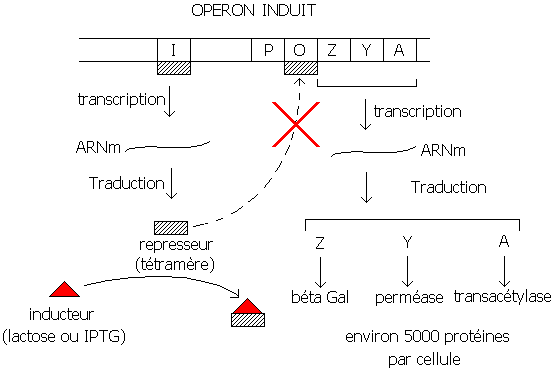 OPERON INDUIT
I P O Z Y A
transcription
transcription
ARNm
ARNm
Traduction
Traduction
represseur
(tétramère)
Z Y A
inducteur
(lactose ou IPTG)
béta Gal perméase transacétylase
environ 5000 protéines
par cellule